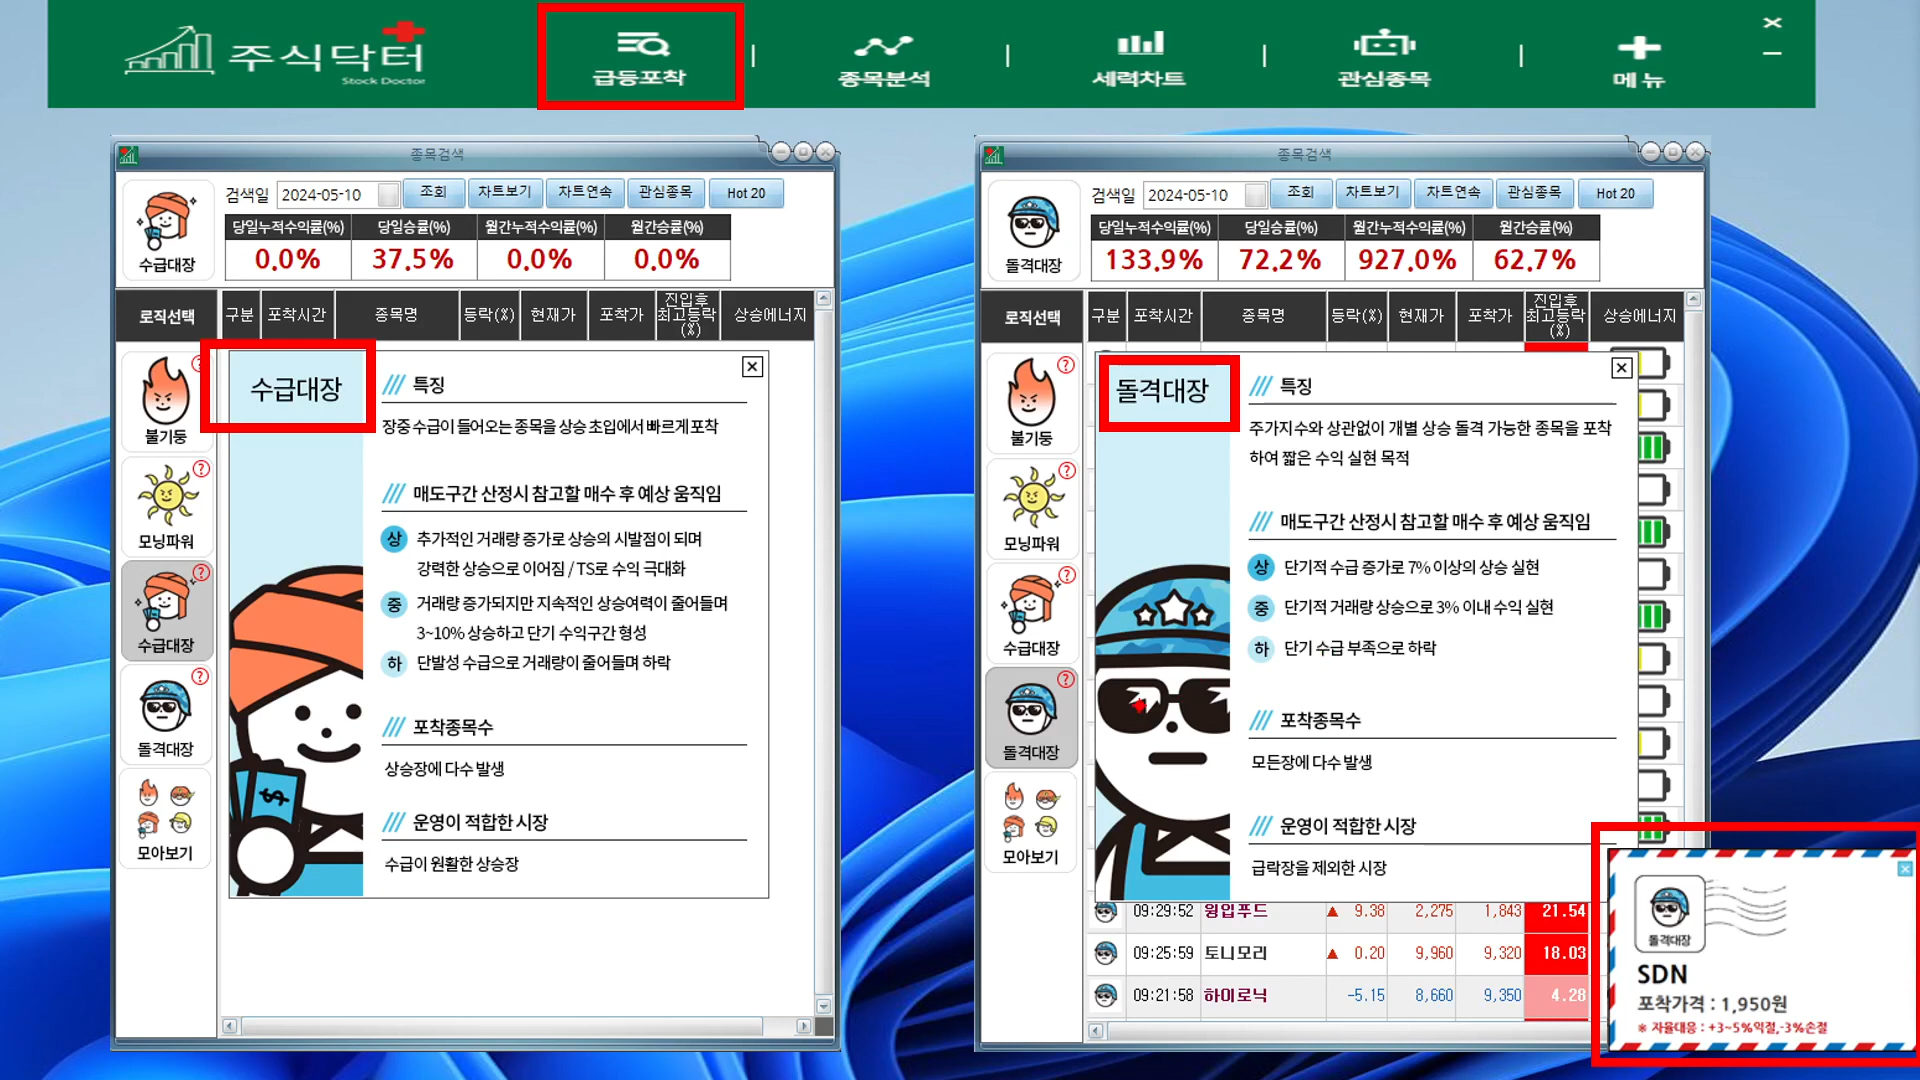 주식닥터
Stock Doctor
급등포착
종목분석
세력차트
관심종목
메뉴
종목검색
수급대장
검색일 2024-05-10 조회 차트보기 차트연속 관심종목 Hot 20
당일누적수익률(%) 당일승률(%) 월간누적수익률(%) 월간승률(%)
0.0% 37.5% 0.0% 0.0%
로직선택 구분 포착시간 종목명 등락(%) 현재가 포착가 진입후 최고등락 (%) 상승에너지
불기둥
?
모닝파워
?
수급대장
?
돌격대장
?
모아보기
수급대장
특징
장중 수급이 들어오는 종목을 상승 초입에서 빠르게 포착
매도구간 산정시 참고할 매수 후 예상 움직임
상 추가적인 거래량 증가로 상승의 시발점이 되며
강력한 상승으로 이어짐 / TS로 수익 극대화
중 거래량 증가되지만 지속적인 상승여력이 줄어들며
3~10% 상승하고 단기 수익구간 형성
하 단발성 수급으로 거래량이 줄어들며 하락
포착종목수
상승장에 다수 발생
운영이 적합한 시장
수급이 원활한 상승장
종목검색
돌격대장
검색일 2024-05-10 조회 차트보기 차트연속 관심종목 Hot 20
당일누적수익률(%) 당일승률(%) 월간누적수익률(%) 월간승률(%)
133.9% 72.2% 927.0% 62.7%
로직선택 구분 포착시간 종목명 등락(%) 현재가 포착가 진입후 최고등락 (%) 상승에너지
불기둥
?
모닝파워
?
수급대장
?
돌격대장
?
모아보기
돌격대장
특징
주가지수와 상관없이 개별 상승 돌격 가능한 종목을 포착
하여 짧은 수익 실현 목적
매도구간 산정시 참고할 매수 후 예상 움직임
상 단기적 수급 증가로 7% 이상의 상승 실현
중 단기적 거래량 상승으로 3% 이내 수익 실현
하 단기 수급 부족으로 하락
포착종목수
모든장에 다수 발생
운영이 적합한 시장
급락장을 제외한 시장
09:29:52 윙입푸드 ▲ 9.38 2,275 1,843 21.54
09:25:59 토니모리 ▲ 0.20 9,960 9,320 18.03
09:21:58 하이로닉 -5.15 8,660 9,350 4.28
돌격대장
SDN
포착가격 : 1,950원
※ 자율대응 : +3~5%익절,-3%손절